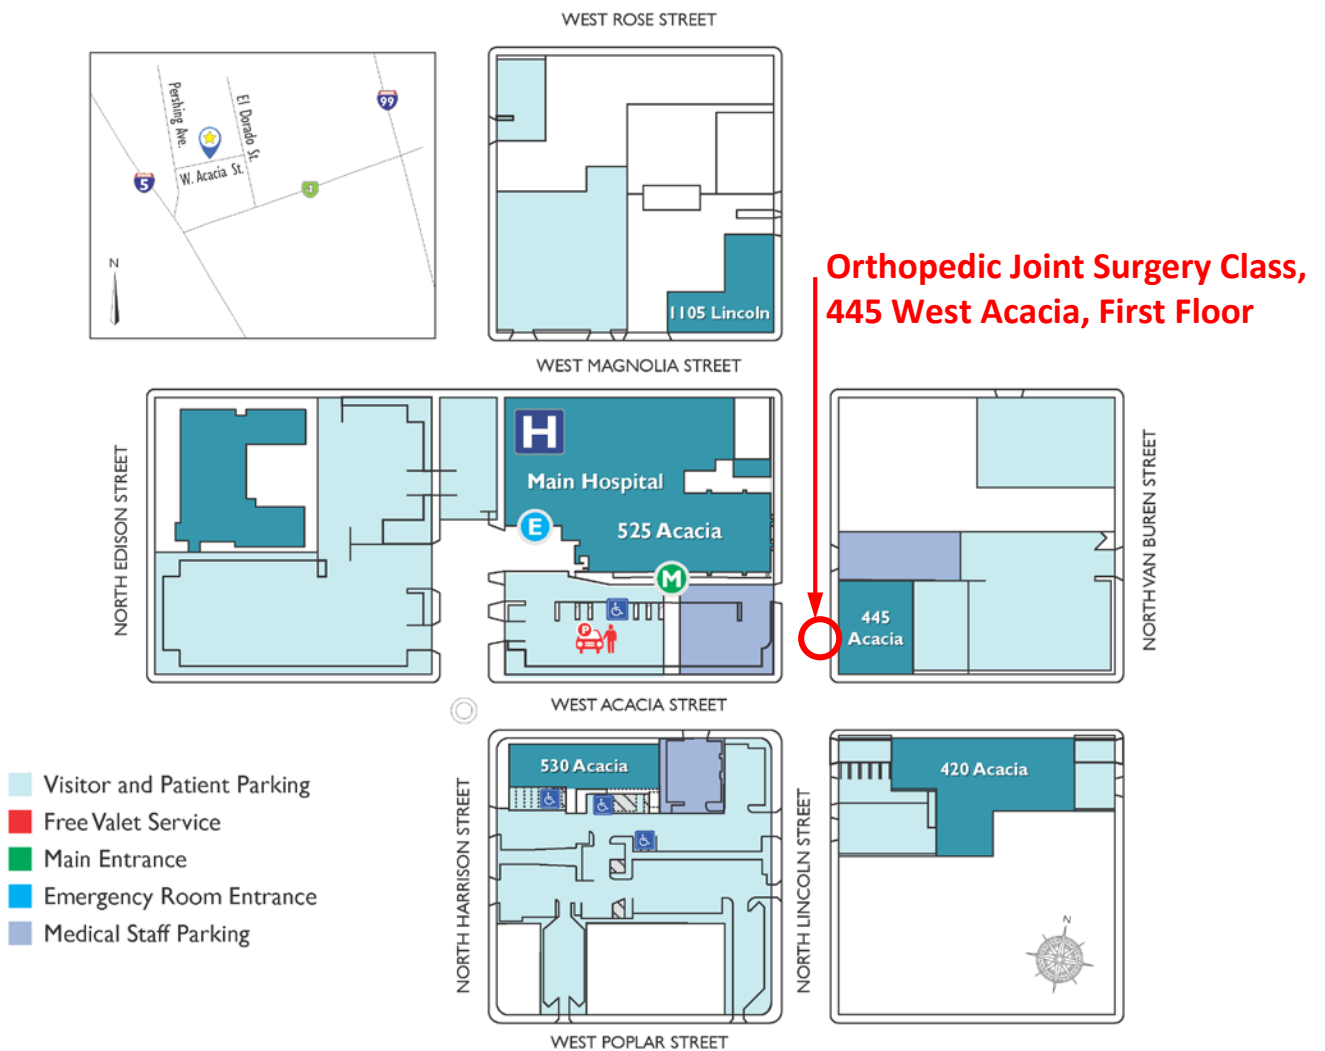 WEST ROSE STREET
Pershing Ave.
El Dorado St.
99
5
W. Acacia St.
4
N
1105 Lincoln
Orthopedic Joint Surgery Class,
445 West Acacia, First Floor
WEST MAGNOLIA STREET
NORTH EDISON STREET
H
Main Hospital
E
525 Acacia
M
P
445
Acacia
NORTHVAN BUREN STREET
WEST ACACIA STREET
Visitor and Patient Parking
Free Valet Service
Main Entrance
Emergency Room Entrance
Medical Staff Parking
NORTH HARRISON STREET
530 Acacia
NORTH LINCOLN STREET
420 Acacia
N
WEST POPLAR STREET